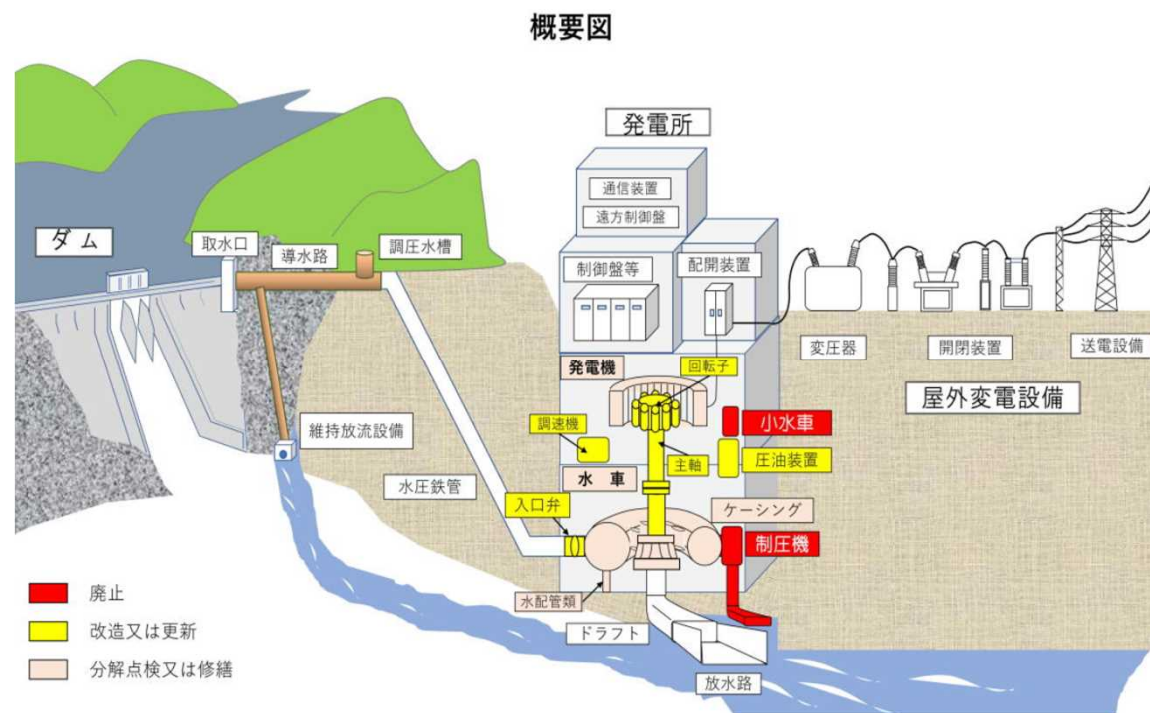 概要図
発電所
通信装置
遠方制御盤
ダム
取水口
導水路
調圧水槽
制御盤等
配開装置
変圧器
開閉装置
送電設備
発電機
回転子
屋外変電設備
小水車
調速機
維持放流設備
主軸
圧油装置
水車
水圧鉄管
入口弁
ケーシング
制圧機
廃止
水配管類
改造又は更新
ドラフト
分解点検又は修繕
放水路